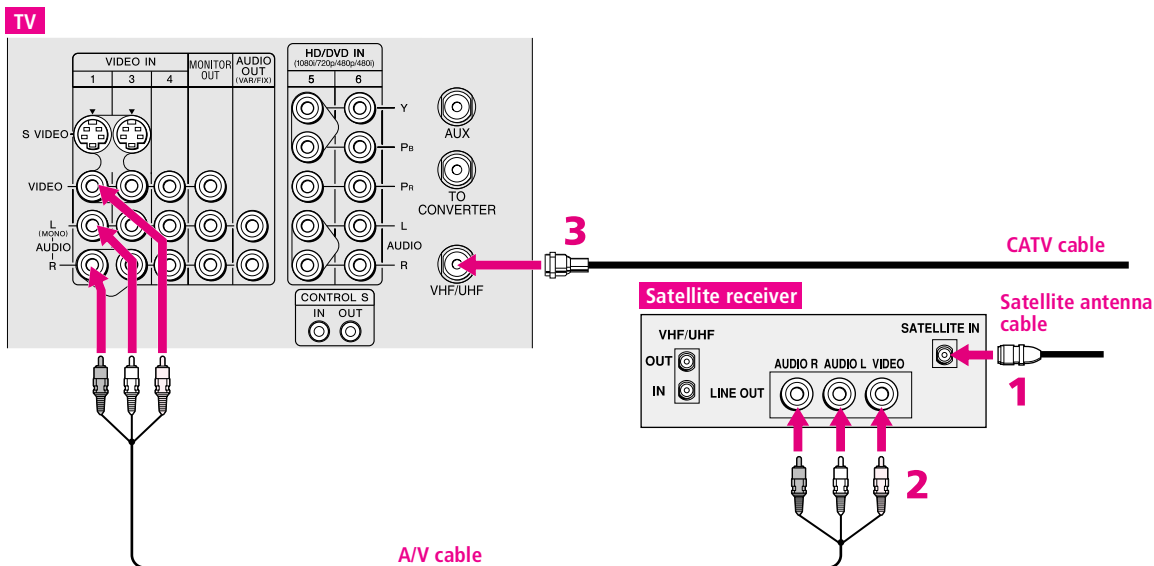 TV
VIDEO IN
1 3 4
MONITOR
OUT
AUDIO
OUT
(VAR/FIX)
HD/DVD IN
(1080i/720p/480p/480i)
5 6
S VIDEO
VIDEO
L
(MONO)
AUDIO
R
Y
PB
PR
L
AUDIO
R
AUX
TO
CONVERTER
VHF/UHF
CONTROL S
IN OUT
3
CATV cable
Satellite receiver
VHF/UHF
OUT
IN
LINE OUT
AUDIO R AUDIO L VIDEO
SATELLITE IN
Satellite antenna
cable
1
2
A/V cable